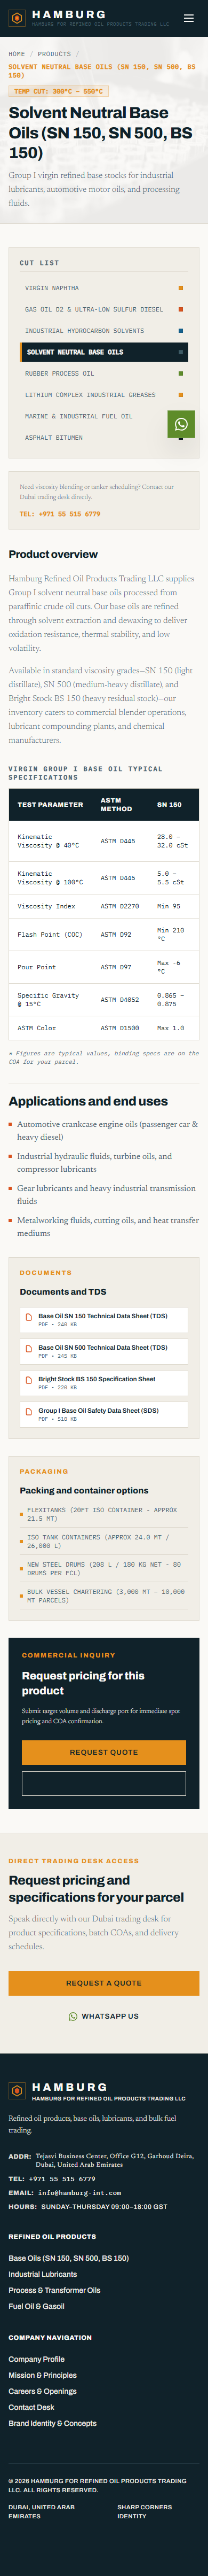 HAMBURG
HAMBURG FOR REFINED OIL PRODUCTS TRADING LLC
HOME / PRODUCTS /
SOLVENT NEUTRAL BASE OILS (SN 150, SN 500, BS
150)
TEMP CUT: 300°C – 550°C
Solvent Neutral Base
Oils (SN 150, SN 500, BS
150)
Group I virgin refined base stocks for industrial
lubricants, automotive motor oils, and processing
fluids.
CUT LIST
VIRGIN NAPHTHA
GAS OIL D2 & ULTRA-LOW SULFUR DIESEL
INDUSTRIAL HYDROCARBON SOLVENTS
SOLVENT NEUTRAL BASE OILS
RUBBER PROCESS OIL
LITHIUM COMPLEX INDUSTRIAL GREASES
MARINE & INDUSTRIAL FUEL OIL
ASPHALT BITUMEN
Need viscosity blending or tanker scheduling? Contact our
Dubai trading desk directly.
TEL: +971 55 515 6779
Product overview
Hamburg Refined Oil Products Trading LLC supplies
Group I solvent neutral base oils processed from
paraffinic crude oil cuts. Our base oils are refined
through solvent extraction and dewaxing to deliver
oxidation resistance, thermal stability, and low
volatility.
Available in standard viscosity grades—SN 150 (light
distillate), SN 500 (medium-heavy distillate), and
Bright Stock BS 150 (heavy residual stock)—our
inventory caters to commercial blender operations,
lubricant compounding plants, and chemical
manufacturers.
VIRGIN GROUP I BASE OIL TYPICAL
SPECIFICATIONS
TEST PARAMETER ASTM METHOD SN 150
Kinematic Viscosity @ 40°C ASTM D445 28.0 – 32.0 cSt
Kinematic Viscosity @ 100°C ASTM D445 5.0 – 5.5 cSt
Viscosity Index ASTM D2270 Min 95
Flash Point (COC) ASTM D92 Min 210 °C
Pour Point ASTM D97 Max -6 °C
Specific Gravity @ 15°C ASTM D4052 0.865 – 0.875
ASTM Color ASTM D1500 Max 1.0
* Figures are typical values, binding specs are on the
COA for your parcel.
Applications and end uses
Automotive crankcase engine oils (passenger car &
heavy diesel)
Industrial hydraulic fluids, turbine oils, and
compressor lubricants
Gear lubricants and heavy industrial transmission
fluids
Metalworking fluids, cutting oils, and heat transfer
mediums
DOCUMENTS
Documents and TDS
Base Oil SN 150 Technical Data Sheet (TDS)
PDF • 240 KB
Base Oil SN 500 Technical Data Sheet (TDS)
PDF • 245 KB
Bright Stock BS 150 Specification Sheet
PDF • 220 KB
Group I Base Oil Safety Data Sheet (SDS)
PDF • 510 KB
PACKAGING
Packing and container options
FLEXITANKS (20FT ISO CONTAINER - APPROX
21.5 MT)
ISO TANK CONTAINERS (APPROX 24.0 MT /
26,000 L)
NEW STEEL DRUMS (208 L / 180 KG NET - 80
DRUMS PER FCL)
BULK VESSEL CHARTERING (3,000 MT – 10,000
MT PARCELS)
COMMERCIAL INQUIRY
Request pricing for this
product
Submit target volume and discharge port for immediate spot
pricing and COA confirmation.
REQUEST QUOTE
DIRECT TRADING DESK ACCESS
Request pricing and
specifications for your parcel
Speak directly with our Dubai trading desk for
product specifications, batch COAs, and delivery
schedules.
REQUEST A QUOTE
WHATSAPP US
HAMBURG
HAMBURG FOR REFINED OIL PRODUCTS TRADING LLC
Refined oil products, base oils, lubricants, and bulk fuel
trading.
ADDR: Tejasvi Business Center, Office G12, Garhoud Deira,
Dubai, United Arab Emirates
TEL: +971 55 515 6779
EMAIL: info@hamburg-int.com
HOURS: SUNDAY–THURSDAY 09:00–18:00 GST
REFINED OIL PRODUCTS
Base Oils (SN 150, SN 500, BS 150)
Industrial Lubricants
Process & Transformer Oils
Fuel Oil & Gasoil
COMPANY NAVIGATION
Company Profile
Mission & Principles
Careers & Openings
Contact Desk
Brand Identity & Concepts
© 2026 HAMBURG FOR REFINED OIL PRODUCTS TRADING
LLC. ALL RIGHTS RESERVED.
DUBAI, UNITED ARAB EMIRATES
SHARP CORNERS IDENTITY